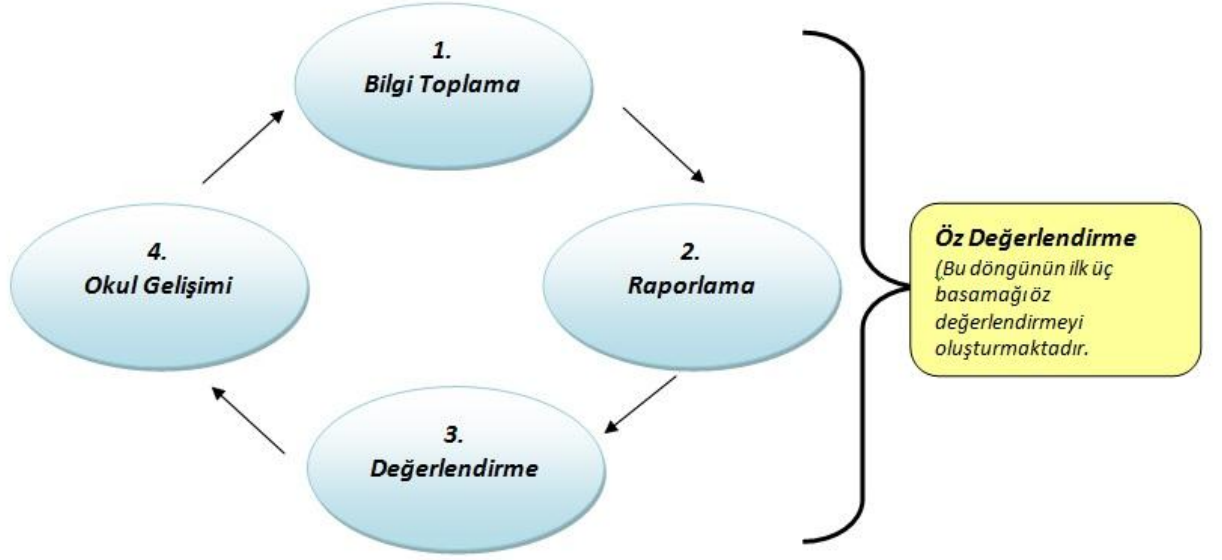 1.
Bilgi Toplama
2.
Raporlama
3.
Değerlendirme
4.
Okul Gelişimi
Öz Değerlendirme
(Bu döngünün ilk üç
basamağı öz
değerlendirmeyi
oluşturmaktadır.